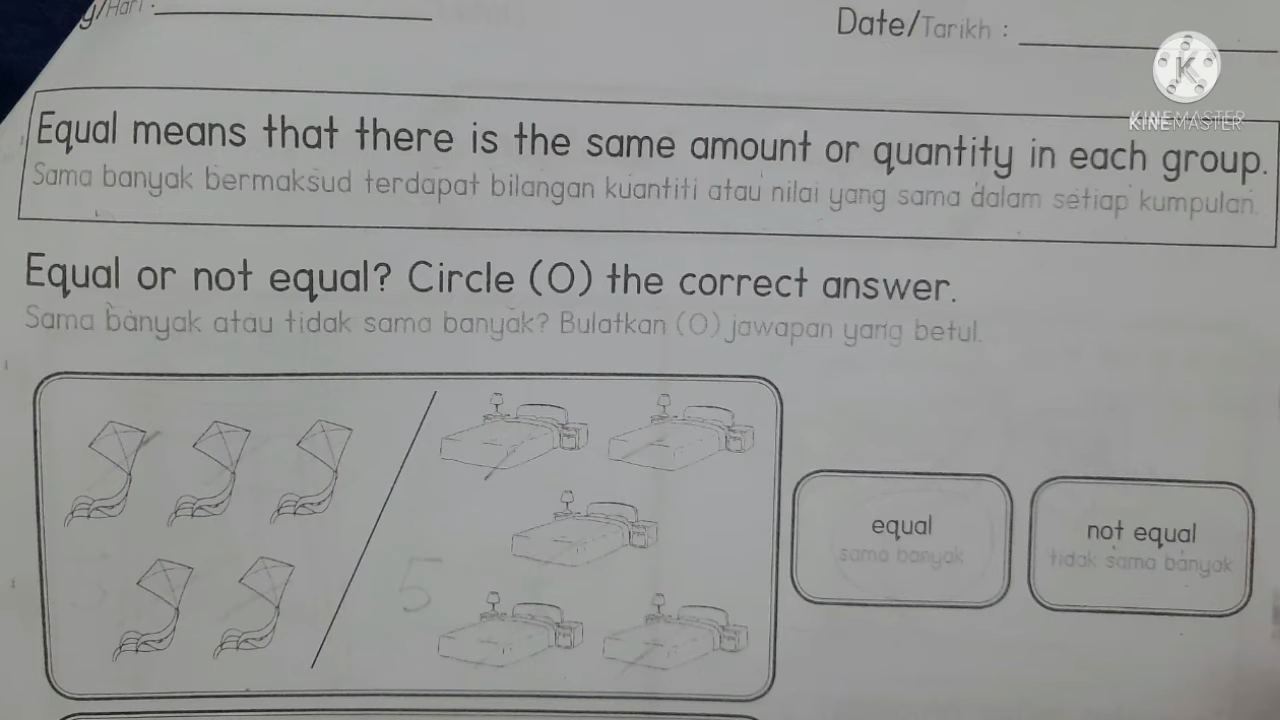 y/Hari :
Date/Tarikh :
KINEMASTER
Equal means that there is the same amount or quantity in each group.
Sama banyak bermaksud terdapat bilangan kuantiti atau nilai yang sama dalam setiap kumpulan.
Equal or not equal? Circle (O) the correct answer.
Sama banyak atau tidak sama banyak? Bulatkan (O) jawapan yang betul.
5
equal
sama banyak
not equal
tidak sama banyak